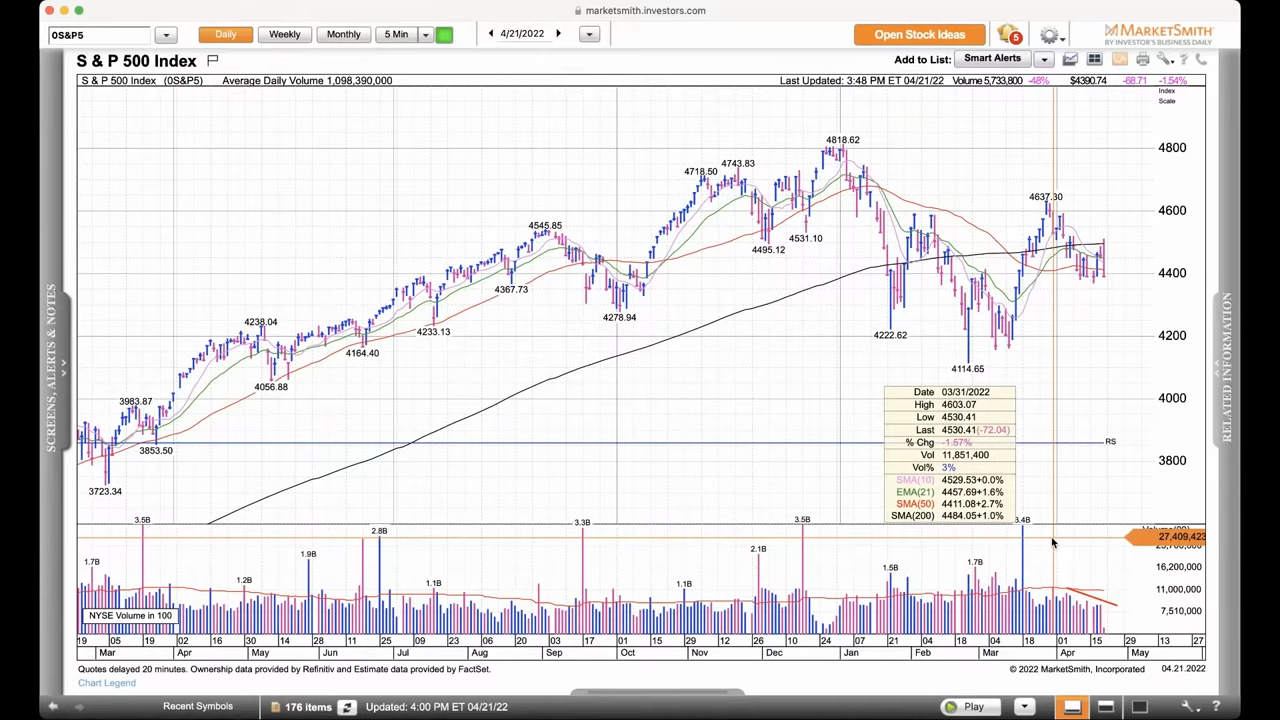 marketsmith.investors.com
0S&P5 Daily Weekly Monthly 5 Min 4/21/2022 Open Stock Ideas 5 MarketSmith
BY INVESTOR'S BUSINESS DAILY
S & P 500 Index Add to List: Smart Alerts
S & P 500 Index (0S&P5) Average Daily Volume 1,098,390,000 Last Updated: 3:48 PM ET 04/21/22 Volume 5,733,800 -48% $4390.74 -68.71 -1.54%
Index
Scale
4818.62
4800
4743.83
4718.50
4637.30
4600
4545.85
4531.10
4495.12
4400
4367.73
4278.94
4238.04
4233.13
4222.62
4200
4164.40
4114.65
4056.88
4000
3983.87
3853.50
RS
3800
3723.34
Date 03/31/2022
High 4603.07
Low 4530.41
Last 4530.41(-72.04)
% Chg -1.57%
Vol 11,851,400
Vol% 3%
SMA(10) 4529.53+0.0%
EMA(21) 4457.69+1.6%
SMA(50) 4411.08+2.7%
SMA(200) 4484.05+1.0%
3.5B 3.3B 3.5B 3.4B
2.8B
27,409,423
1.9B 2.1B
1.7B 1.5B 1.7B
16,200,000
1.2B 1.1B 1.1B
11,000,000
7,510,000
NYSE Volume in 100
19 05 19 02 16 30 14 28 11 25 09 23 06 20 03 17 01 15 29 12 26 10 24 07 21 04 18 04 18 01 15 29 13 27
Mar Apr May Jun Jul Aug Sep Oct Nov Dec Jan Feb Mar Apr May
Quotes delayed 20 minutes. Ownership data provided by Refinitiv and Estimate data provided by FactSet. © 2022 MarketSmith, Incorporated 04.21.2022
Chart Legend
Recent Symbols 176 items Updated: 4:00 PM ET 04/21/22 Play
SCREENS, ALERTS & NOTES
RELATED INFORMATION